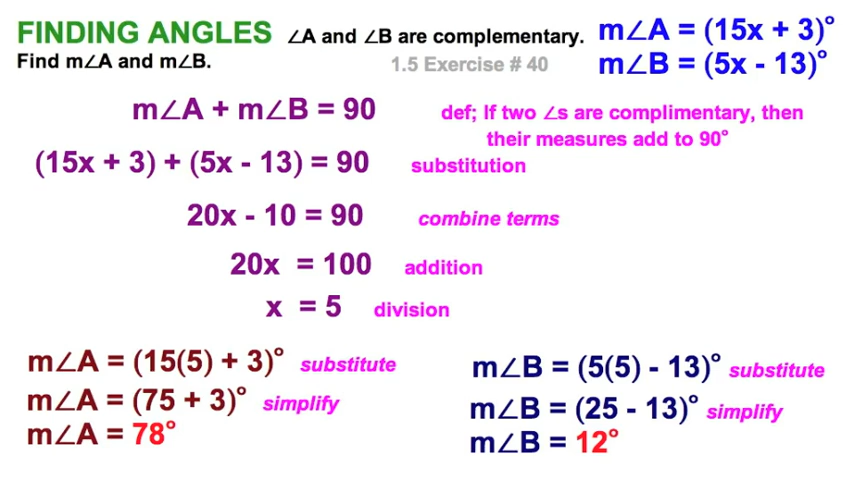 FINDING ANGLES ∠A and ∠B are complementary. m∠A = (15x + 3)°
Find m∠A and m∠B. 1.5 Exercise # 40 m∠B = (5x - 13)°
m∠A + m∠B = 90 def; If two ∠s are complimentary, then
their measures add to 90°
(15x + 3) + (5x - 13) = 90 substitution
20x - 10 = 90 combine terms
20x = 100 addition
x = 5 division
m∠A = (15(5) + 3)° substitute
m∠A = (75 + 3)° simplify
m∠A = 78°
m∠B = (5(5) - 13)° substitute
m∠B = (25 - 13)° simplify
m∠B = 12°